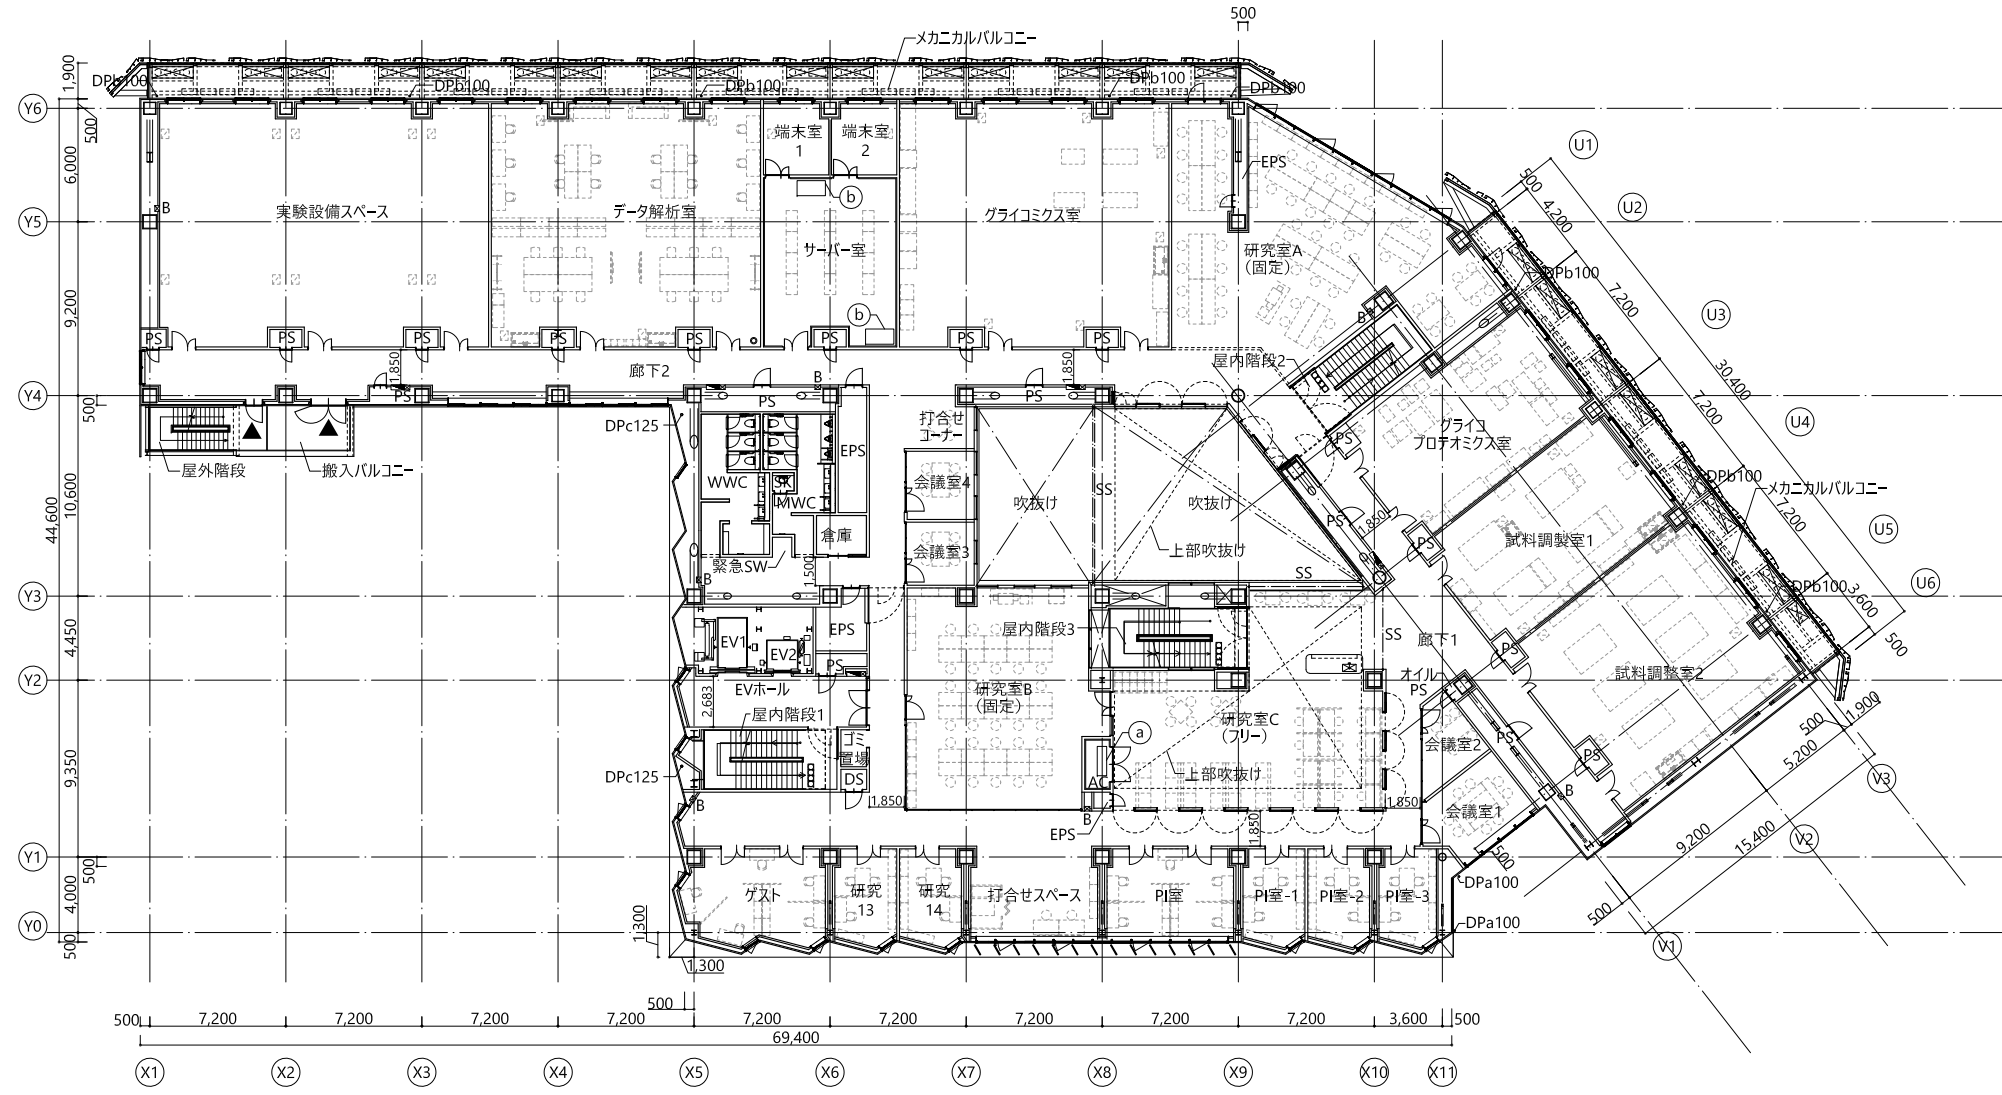 500
メカニカルバルコニー
1,900
DPb100
DPb100
DPb100
DPb100
DPb100
Y6
500
6,000
端末室
1
端末室
2
EPS
U1
500
4,200
U2
B
ⓑ
実験設備スペース
データ解析室
グライコミクス室
Y5
サーバー室
研究室A
（固定）
DPb100
9,200
ⓑ
B
7,200
U3
PS
PS
PS
PS
PS
PS
PS
PS
1,850
廊下2
1,850
屋内階段2
30,400
B
Y4
500
PS
PS
PS
7,200
U4
DPc125
打合せ
コーナー
グライコ
プロテオミクス室
PS
EPS
屋外階段
搬入バルコニー
WWC
SK
MWC
会議室4
SS
吹抜け
吹抜け
DPb100
メカニカルバルコニー
10,600
44,600
倉庫
PS
1,850
7,200
U5
PS
試料調製室1
会議室3
上部吹抜け
緊急SW
1,500
B
SS
DPb100
U6
3,600
Y3
500
4,450
EV1
EV2
EPS
屋内階段3
SS
廊下1
PS
PS
オイル
PS
試料調整室2
Y2
EVホール
2,683
研究室B
（固定）
研究室C
（フリー）
屋内階段1
ゴミ
置場
ⓐ
会議室2
PS
PS
500
1,900
5,200
9,350
DPc125
DS
AC
上部吹抜け
V3
B
1,850
B
1,850
会議室1
B
EPS
1,850
9,200
15,400
V2
Y1
500
500
DPa100
4,000
ゲスト
研究
13
研究
14
打合せスペース
PI室
PI室-1
PI室-2
PI室-3
500
Y0
1,300
DPa100
500
V1
1,300
500
500
7,200
7,200
7,200
7,200
7,200
7,200
7,200
7,200
7,200
3,600
500
69,400
X1
X2
X3
X4
X5
X6
X7
X8
X9
X10
X11